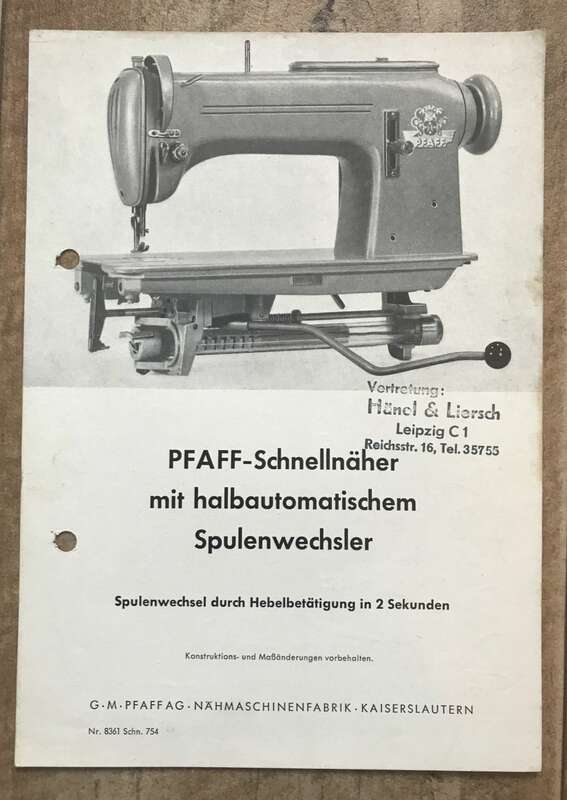 PFAFF
Vertretung:
Hänel & Liersch
Leipzig C 1
Reichsstr. 16, Tel. 35755
PFAFF-Schnellnäher
mit halbautomatischem
Spulenwechsler
Spulenwechsel durch Hebelbetätigung in 2 Sekunden
Konstruktions- und Maßänderungen vorbehalten.
G·M·PFAFF AG·NÄHMASCHINENFABRIK·KAISERSLAUTERN
Nr. 8361 Schn. 754